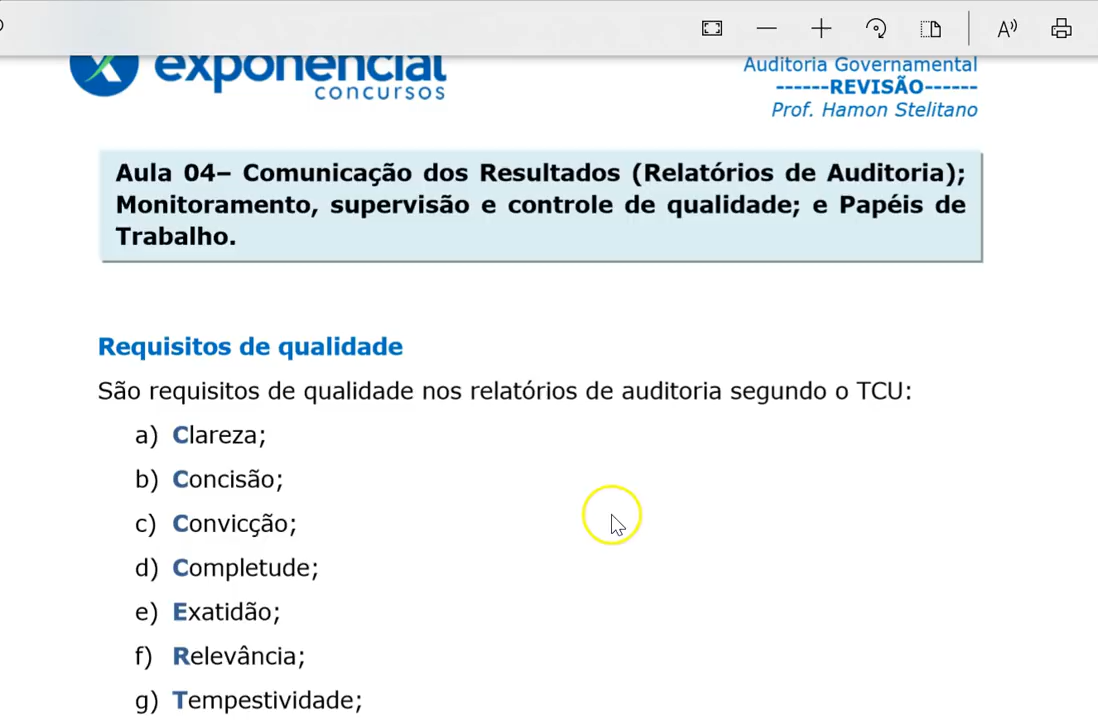 exponencial
concursos
Auditoria Governamental
------REVISÃO------
Prof. Hamon Stelitano
Aula 04– Comunicação dos Resultados (Relatórios de Auditoria);
Monitoramento, supervisão e controle de qualidade; e Papéis de
Trabalho.
Requisitos de qualidade
São requisitos de qualidade nos relatórios de auditoria segundo o TCU:
a) Clareza;
b) Concisão;
c) Convicção;
d) Completude;
e) Exatidão;
f) Relevância;
g) Tempestividade;